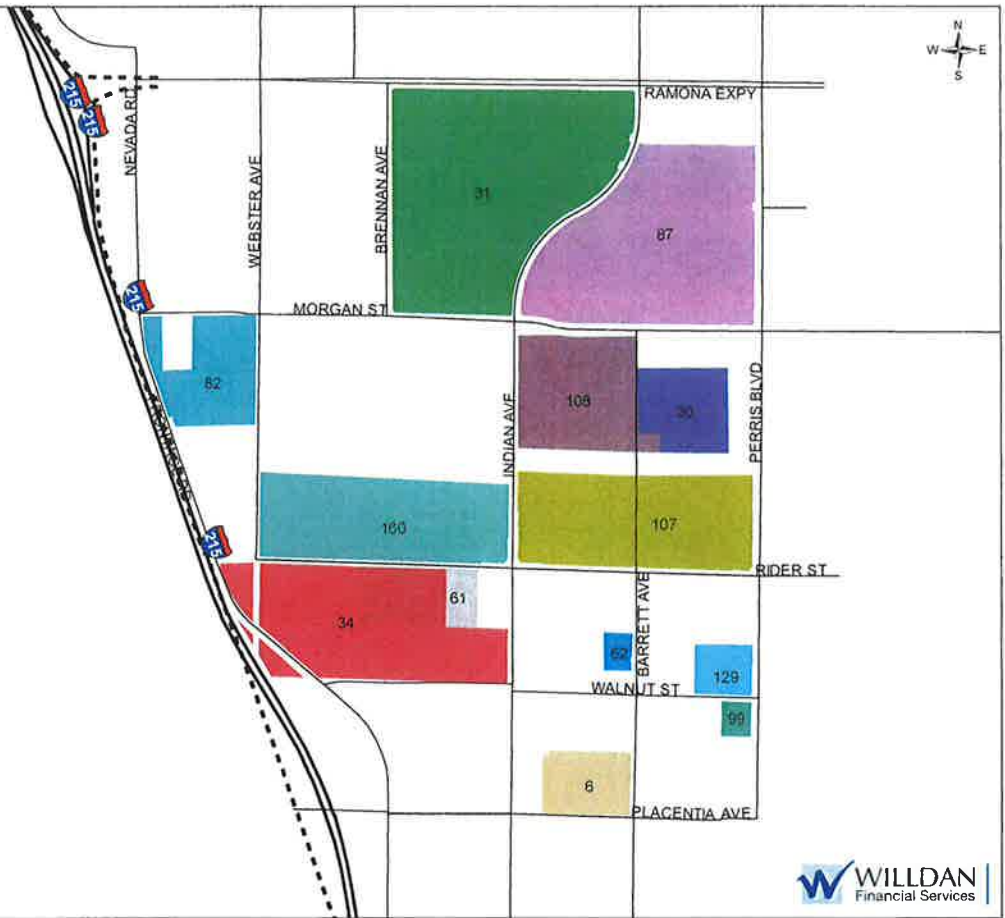 N
W E
S
RAMONA EXPY
215
215
NEVADA RD
WEBSTER AVE
BRENNAN AVE
31
87
215
MORGAN ST
82
108
30
INDIAN AVE
PERRIS BLVD
160
107
215
RIDER ST
34
61
BARRETT AVE
62
129
WALNUT ST
99
6
PLACENTIA AVE
WILLDAN
Financial Services